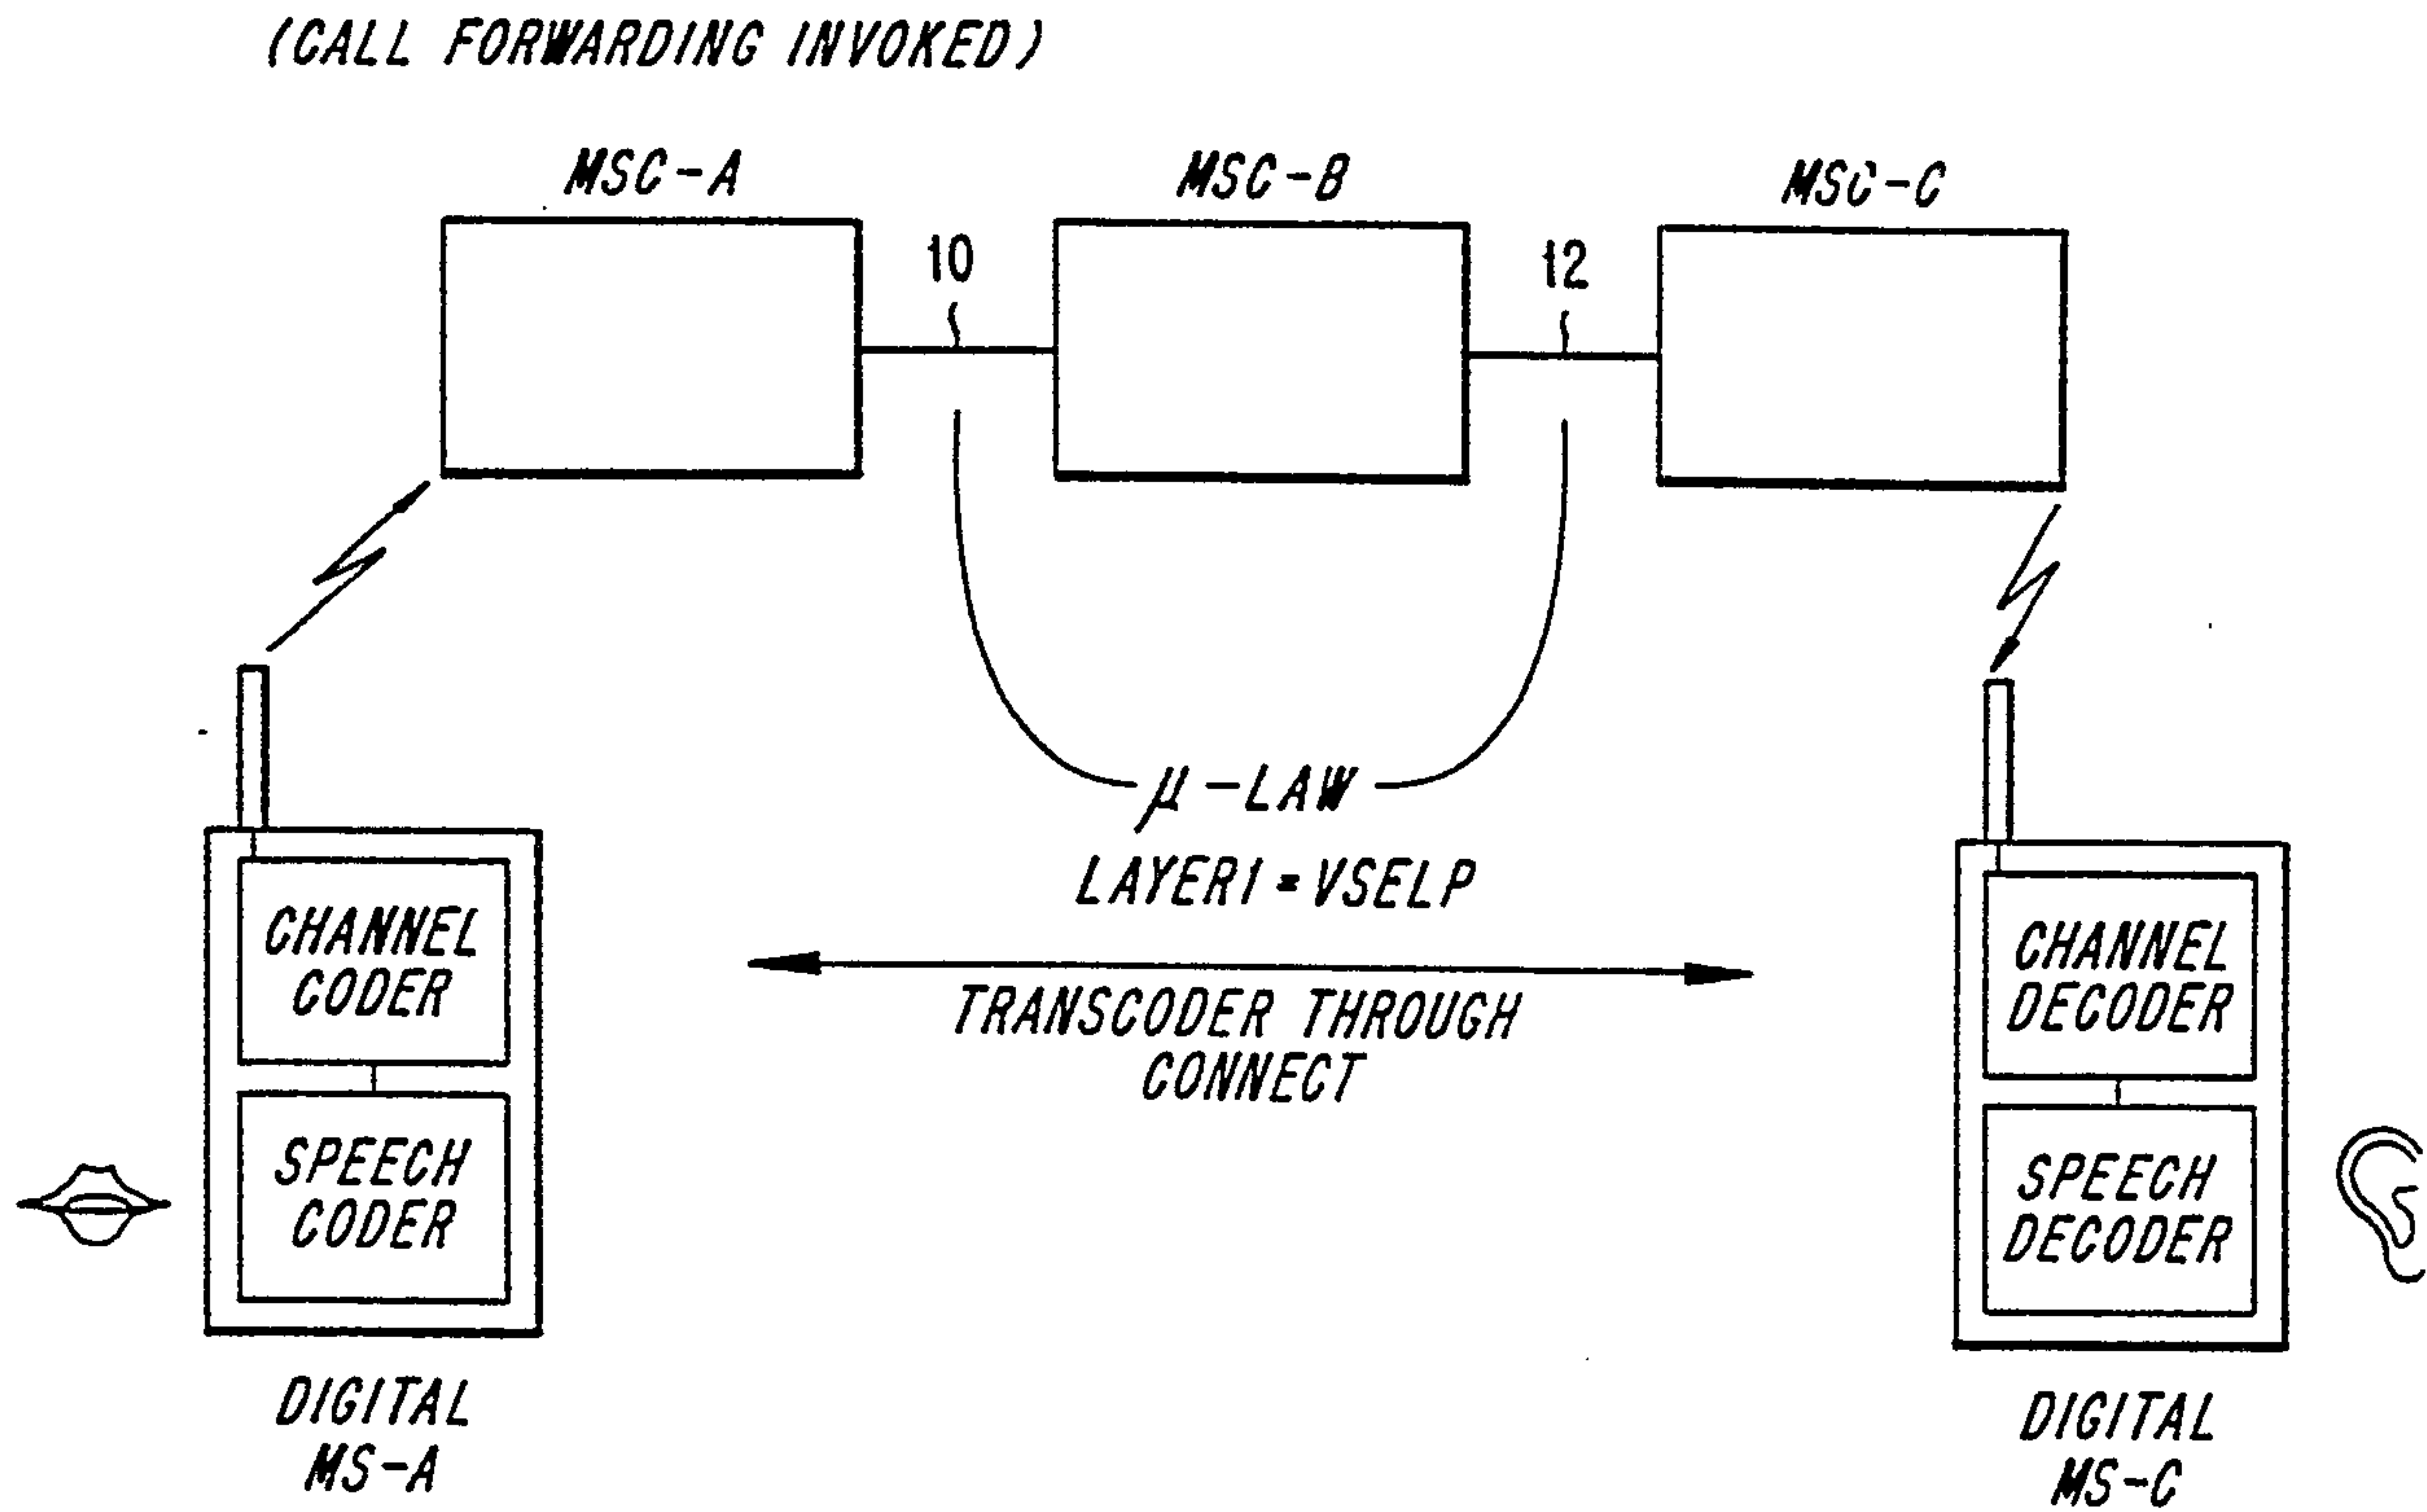 (CALL FORWARDING INVOKED)
MSC-A
MSC-B
MSC-C
10
12
μ-LAW
LAYER1=VSELP
TRANSCODER THROUGH
CONNECT
CHANNEL
CODER
SPEECH
CODER
DIGITAL
MS-A
CHANNEL
DECODER
SPEECH
DECODER
DIGITAL
MS-C